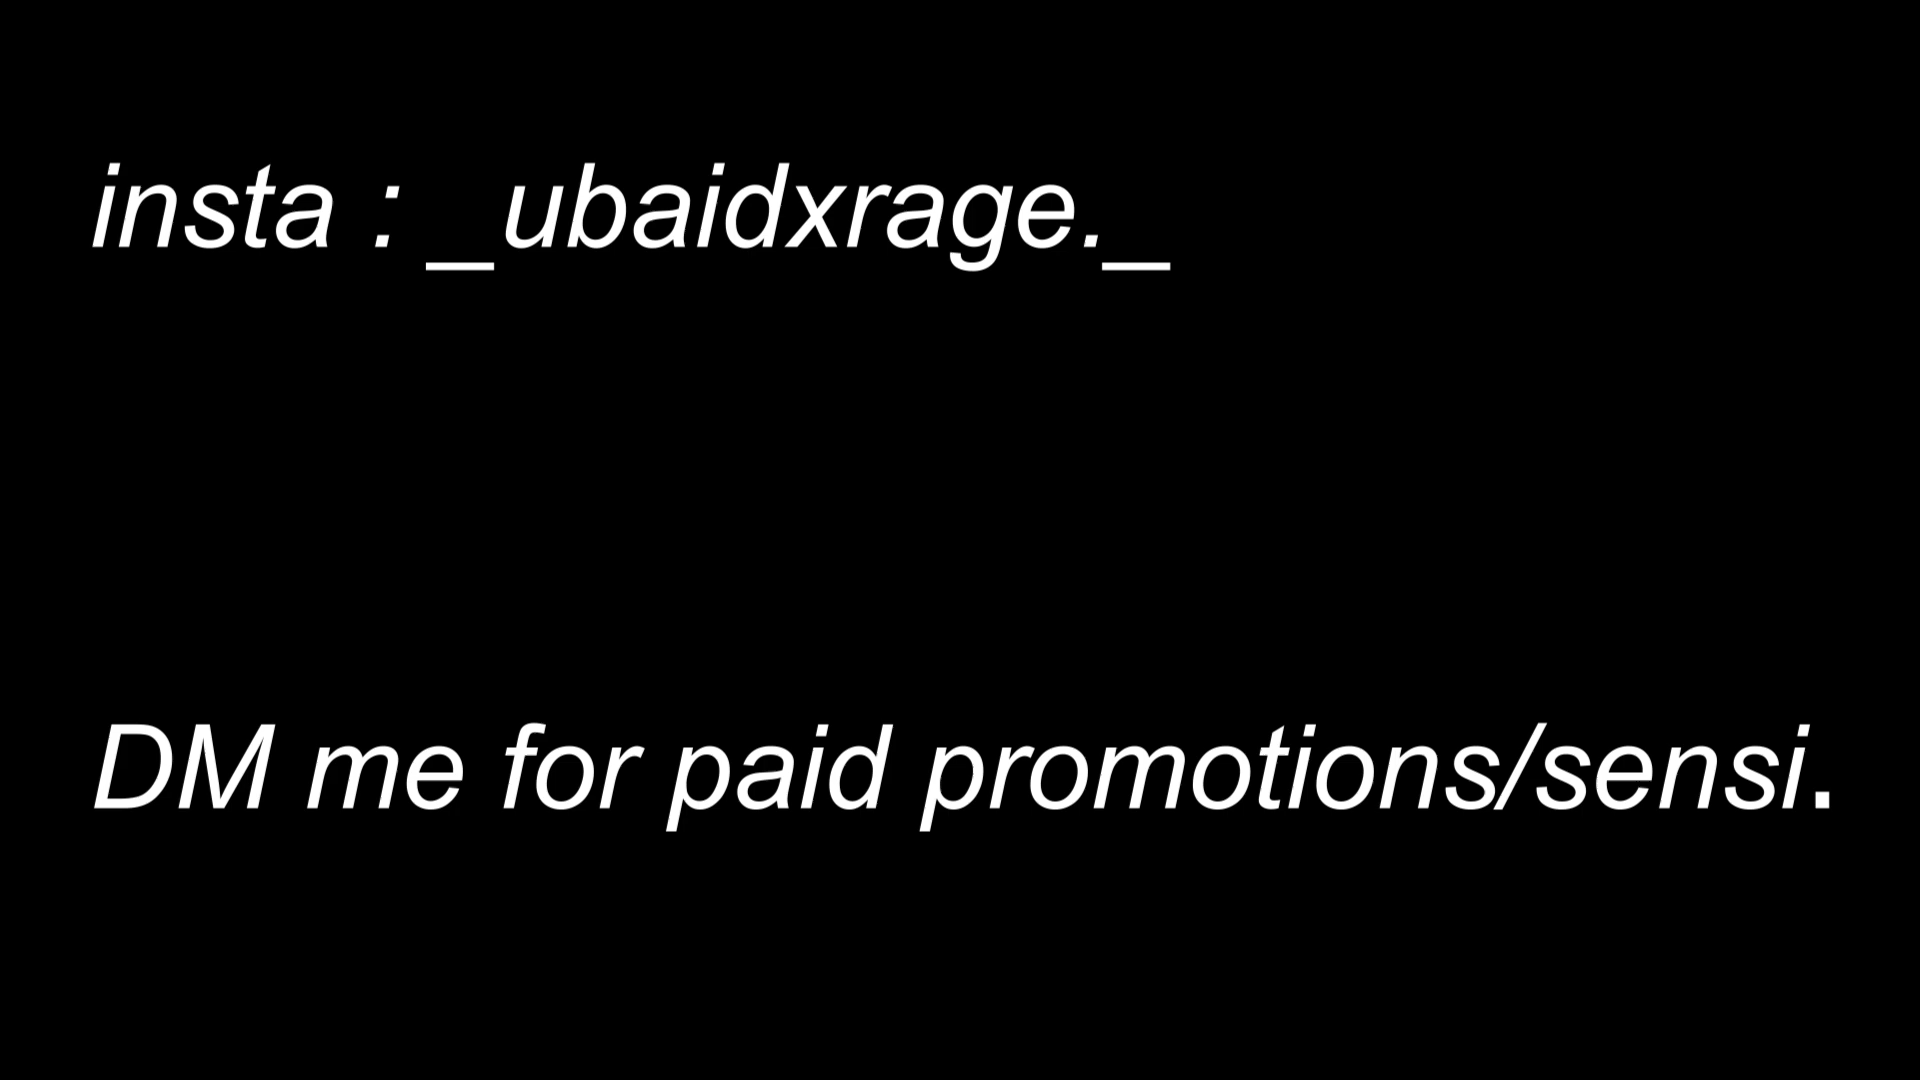 insta : _ubaidxrage._
DM me for paid promotions/sensi.